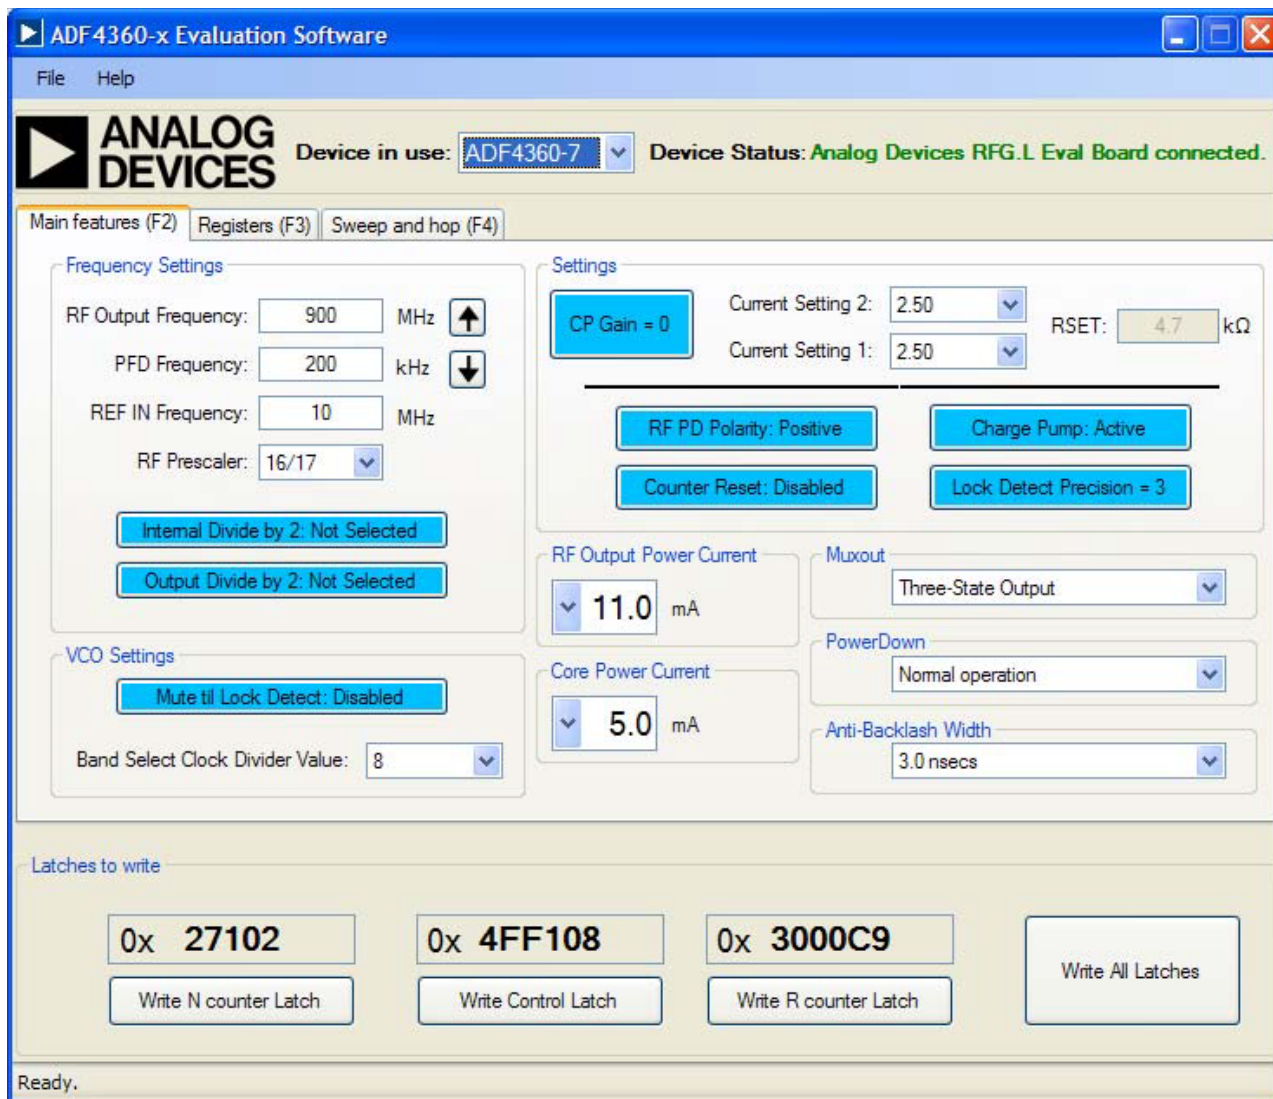 ADF4360-x Evaluation Software
File Help
ANALOG
DEVICES
Device in use: ADF4360-7 Device Status: Analog Devices RFG.L Eval Board connected.
Main features (F2) Registers (F3) Sweep and hop (F4)
Frequency Settings
RF Output Frequency: 900 MHz
PFD Frequency: 200 kHz
REF IN Frequency: 10 MHz
RF Prescaler: 16/17
Internal Divide by 2: Not Selected
Output Divide by 2: Not Selected
VCO Settings
Mute til Lock Detect: Disabled
Band Select Clock Divider Value: 8
Settings
CP Gain = 0
Current Setting 2: 2.50
Current Setting 1: 2.50
RSET: 4.7 kΩ
RF PD Polarity: Positive Charge Pump: Active
Counter Reset: Disabled Lock Detect Precision = 3
RF Output Power Current
11.0 mA
Core Power Current
5.0 mA
Muxout
Three-State Output
PowerDown
Normal operation
Anti-Backlash Width
3.0 nsecs
Latches to write
0x 27102 0x 4FF108 0x 3000C9
Write N counter Latch Write Control Latch Write R counter Latch Write All Latches
Ready.